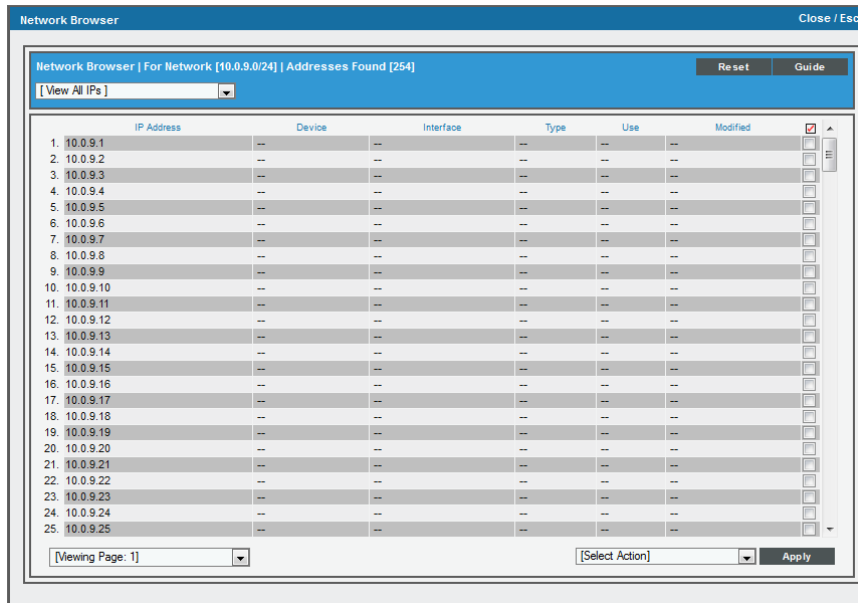 Network Browser Close / Esc
Network Browser | For Network [10.0.9.0/24] | Addresses Found [254] Reset Guide
[ View All IPs ]
IP Address Device Interface Type Use Modified
1. 10.0.9.1 -- -- -- -- --
2. 10.0.9.2 -- -- -- -- --
3. 10.0.9.3 -- -- -- -- --
4. 10.0.9.4 -- -- -- -- --
5. 10.0.9.5 -- -- -- -- --
6. 10.0.9.6 -- -- -- -- --
7. 10.0.9.7 -- -- -- -- --
8. 10.0.9.8 -- -- -- -- --
9. 10.0.9.9 -- -- -- -- --
10. 10.0.9.10 -- -- -- -- --
11. 10.0.9.11 -- -- -- -- --
12. 10.0.9.12 -- -- -- -- --
13. 10.0.9.13 -- -- -- -- --
14. 10.0.9.14 -- -- -- -- --
15. 10.0.9.15 -- -- -- -- --
16. 10.0.9.16 -- -- -- -- --
17. 10.0.9.17 -- -- -- -- --
18. 10.0.9.18 -- -- -- -- --
19. 10.0.9.19 -- -- -- -- --
20. 10.0.9.20 -- -- -- -- --
21. 10.0.9.21 -- -- -- -- --
22. 10.0.9.22 -- -- -- -- --
23. 10.0.9.23 -- -- -- -- --
24. 10.0.9.24 -- -- -- -- --
25. 10.0.9.25 -- -- -- -- --
[Viewing Page: 1] [Select Action] Apply